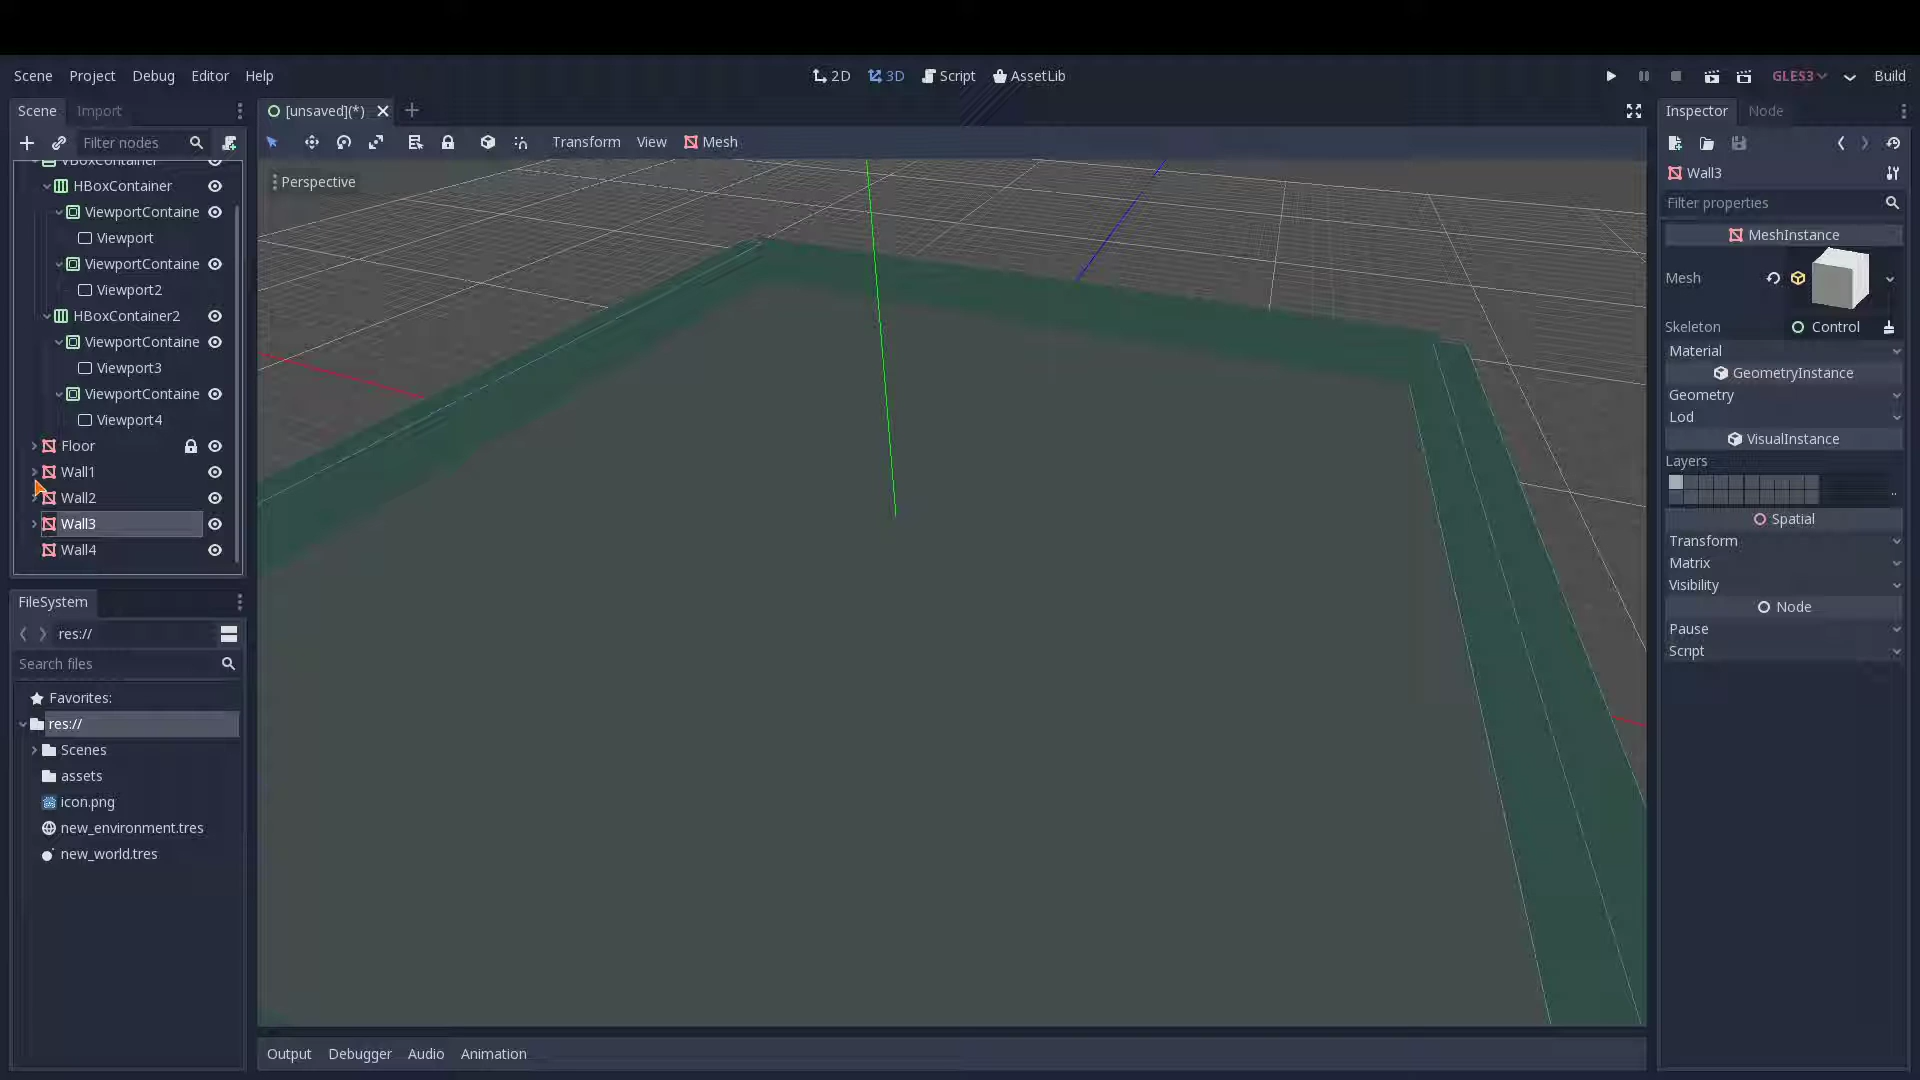 Scene Project Debug Editor Help 2D 3D Script AssetLib GLES3 Build
Scene Import [unsaved](*) Inspector Node
Filter nodes Transform View Mesh
Perspective
VBoxContainer
HBoxContainer
ViewportContaine
Viewport
ViewportContaine
Viewport2
HBoxContainer2
ViewportContaine
Viewport3
ViewportContaine
Viewport4
Floor
Wall1
Wall2
Wall3
Wall4
FileSystem
res://
Search files
Favorites:
res://
Scenes
assets
icon.png
new_environment.tres
new_world.tres
Output Debugger Audio Animation
Wall3
Filter properties
MeshInstance
Mesh
Skeleton Control
Material
GeometryInstance
Geometry
Lod
VisualInstance
Layers
..
Spatial
Transform
Matrix
Visibility
Node
Pause
Script